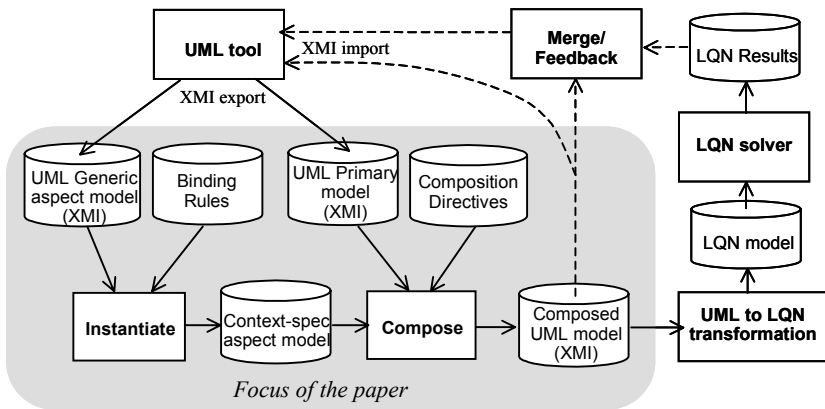 UML tool
XMI import
Merge/
Feedback
LQN Results
XMI export
LQN solver
UML Generic
aspect model
(XMI)
Binding
Rules
UML Primary
model
(XMI)
Composition
Directives
LQN model
Instantiate
Context-spec
aspect model
Compose
Composed
UML model
(XMI)
UML to LQN
transformation
Focus of the paper